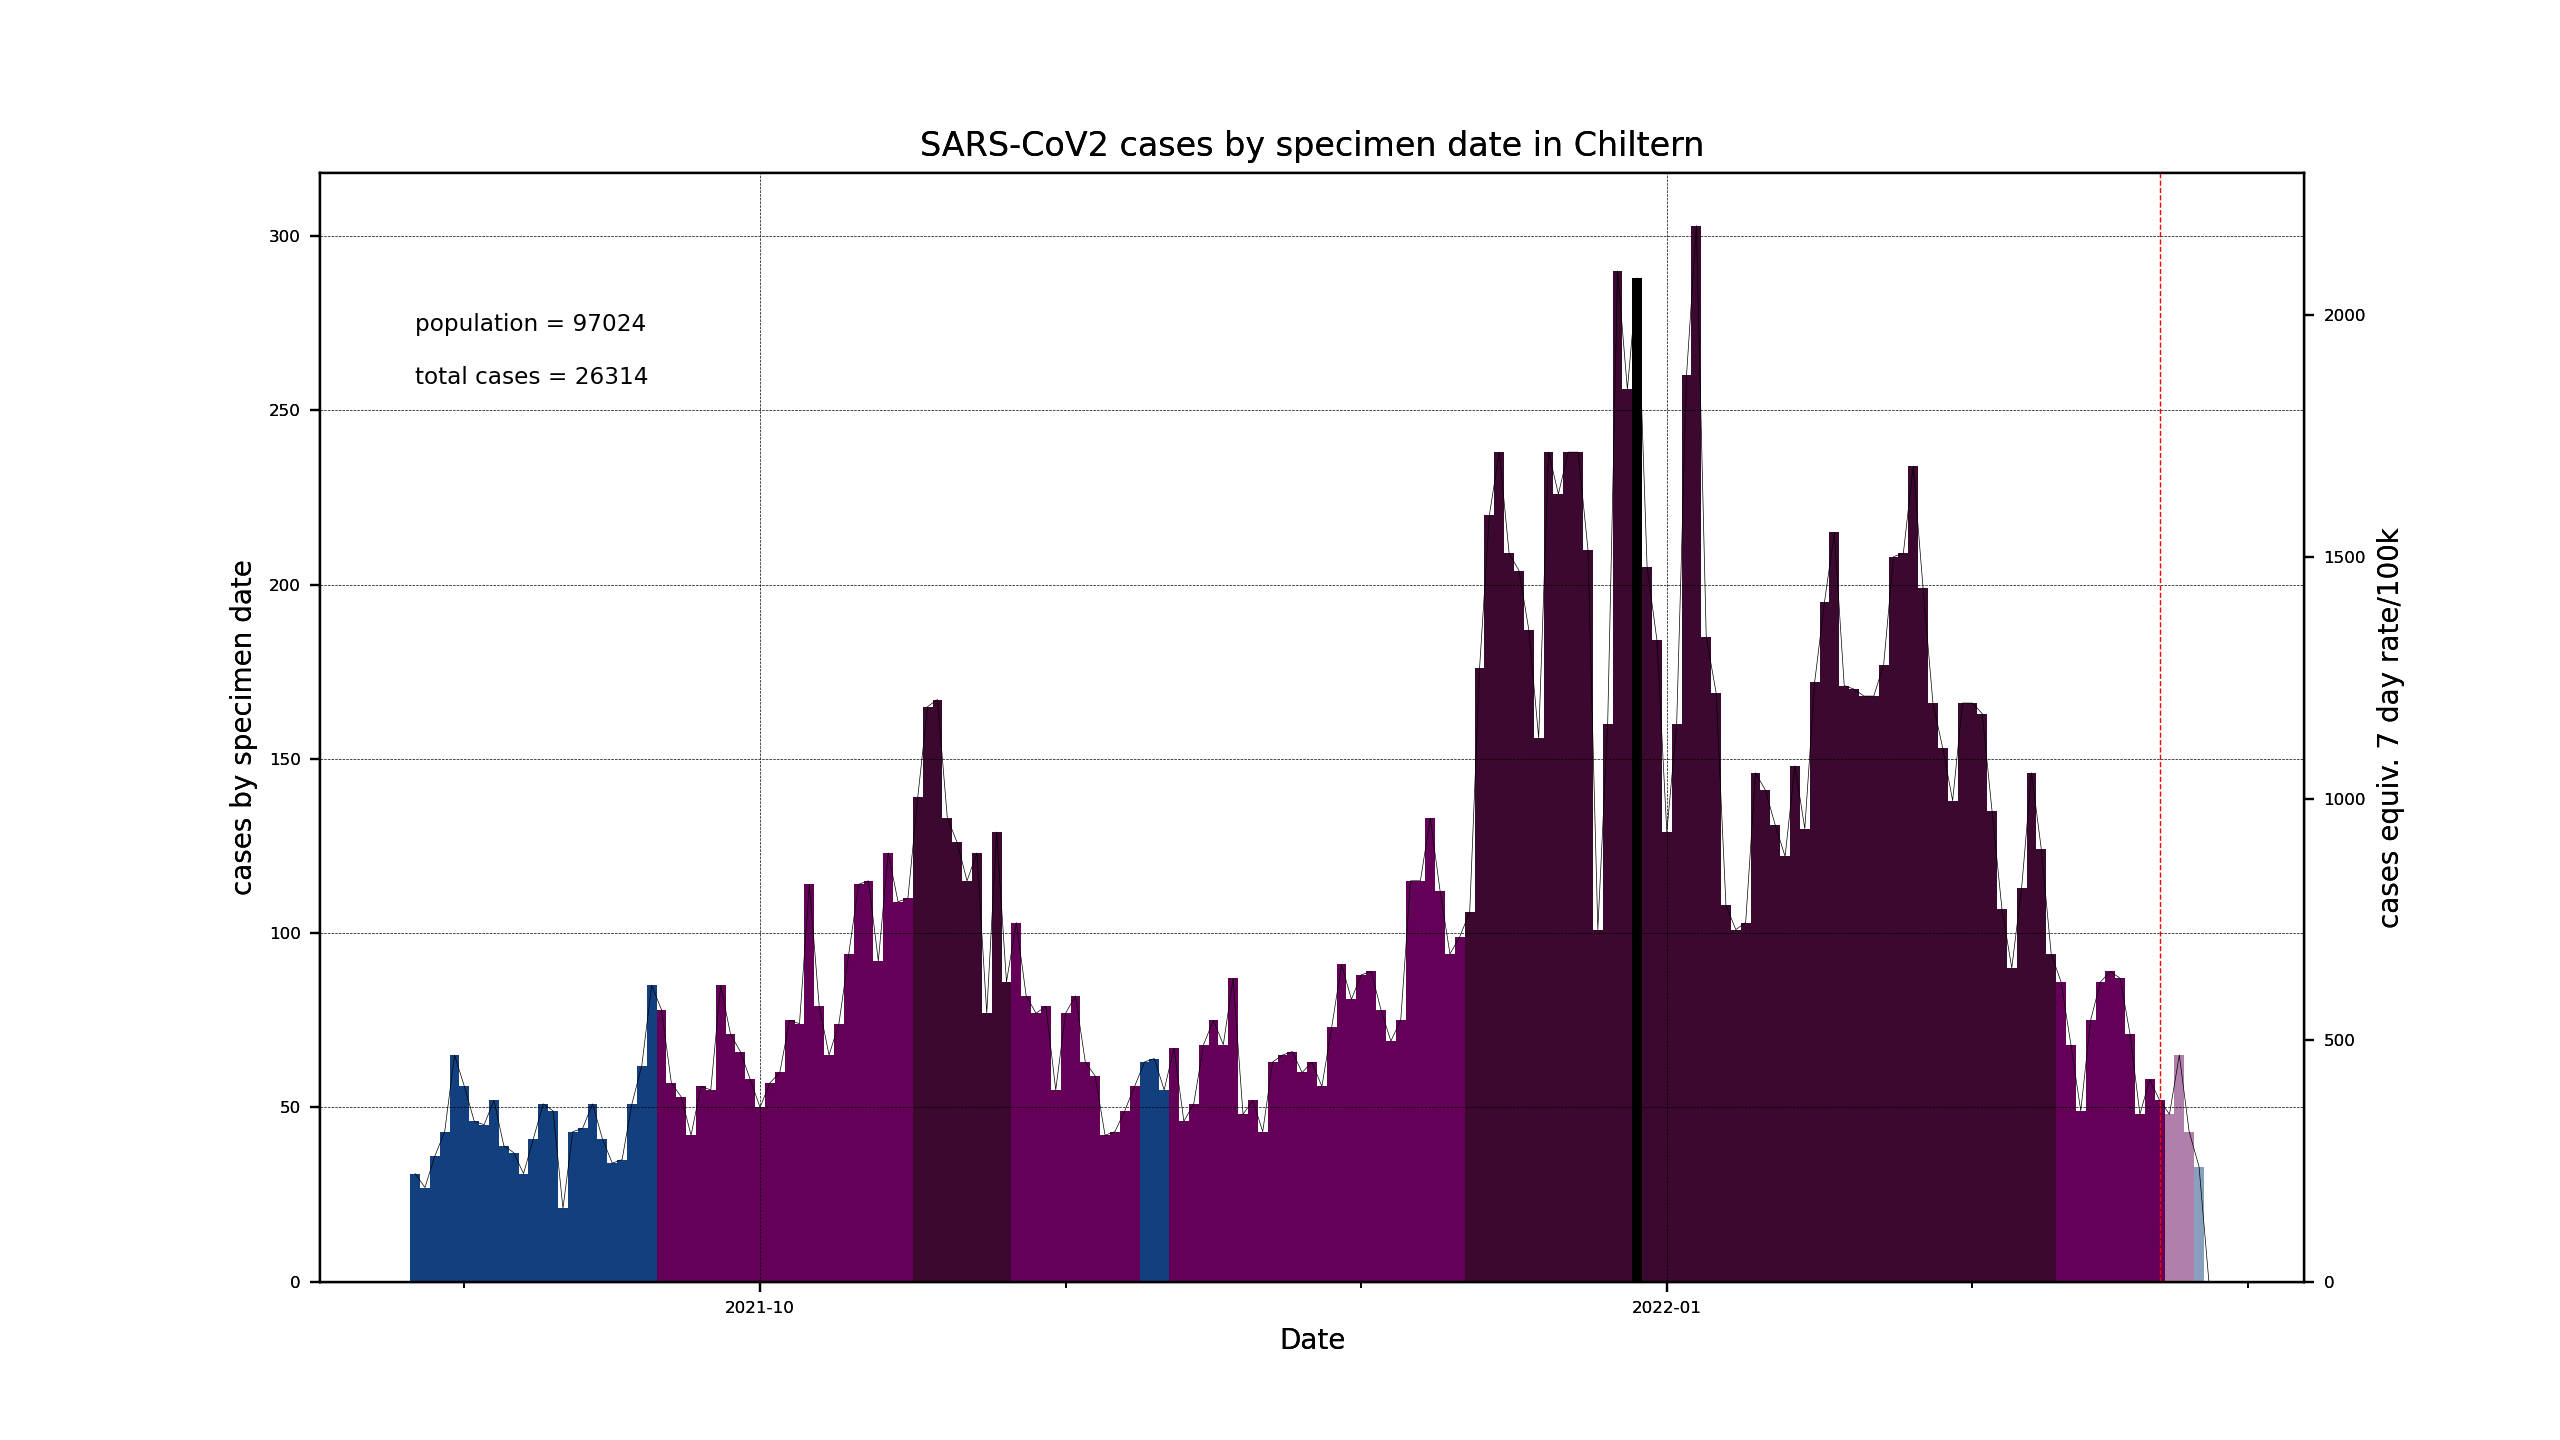 SARS-CoV2 cases by specimen date in Chiltern
population = 97024
total cases = 26314
cases by specimen date
300
250
200
150
100
50
0
2000
1500
1000
500
0
cases equiv. 7 day rate/100k
2021-10
2022-01
Date